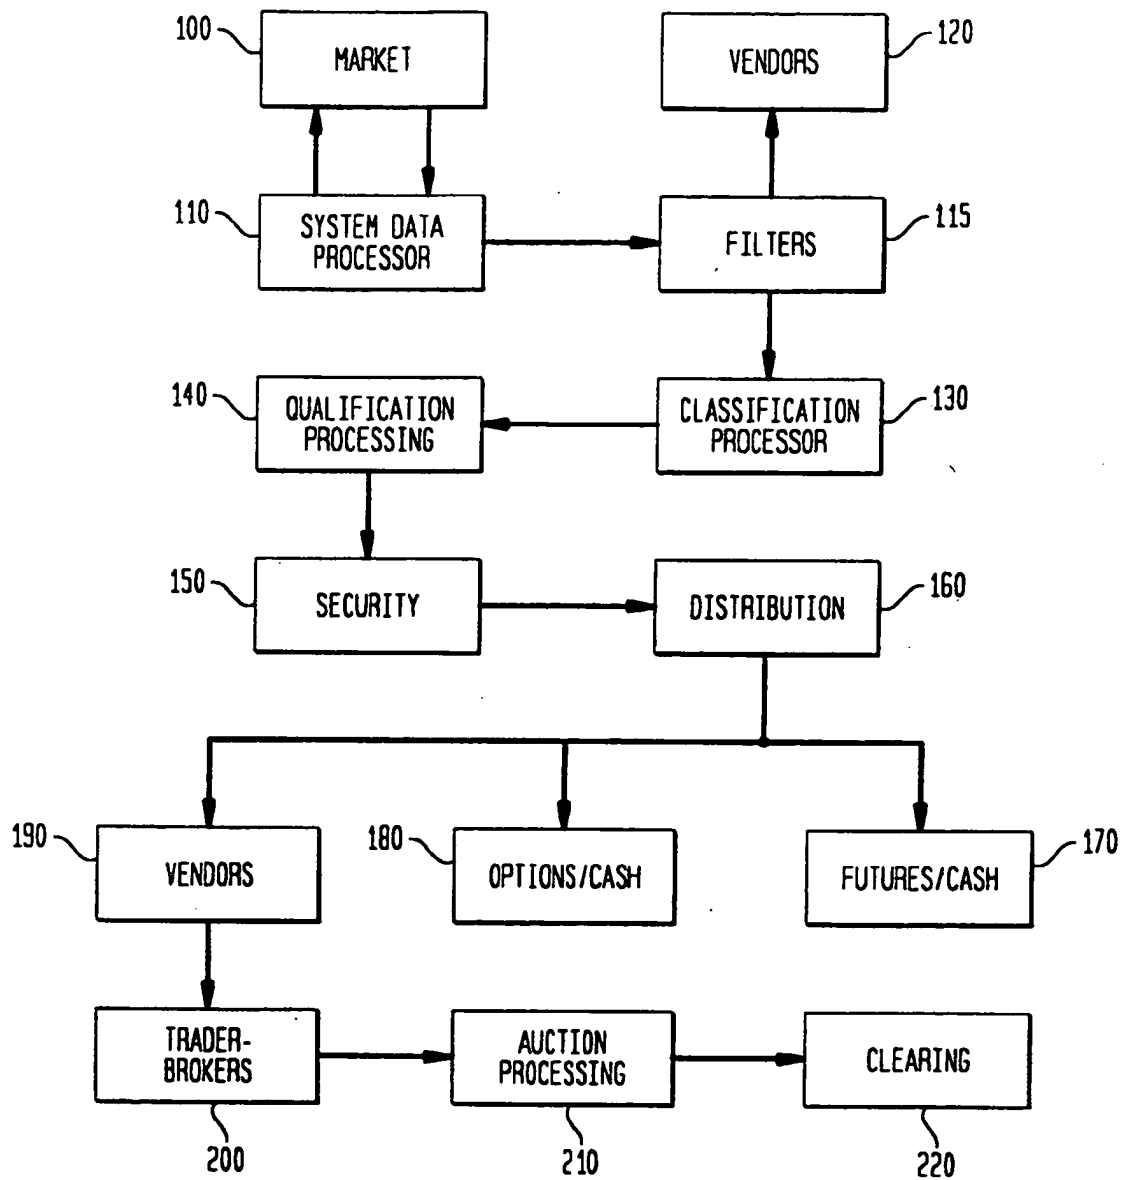 100
MARKET
VENDORS
120
110
SYSTEM DATA
PROCESSOR
FILTERS
115
140
QUALIFICATION
PROCESSING
CLASSIFICATION
PROCESSOR
130
150
SECURITY
DISTRIBUTION
160
190
VENDORS
180
OPTIONS/CASH
FUTURES/CASH
170
TRADER-
BROKERS
AUCTION
PROCESSING
CLEARING
200
210
220